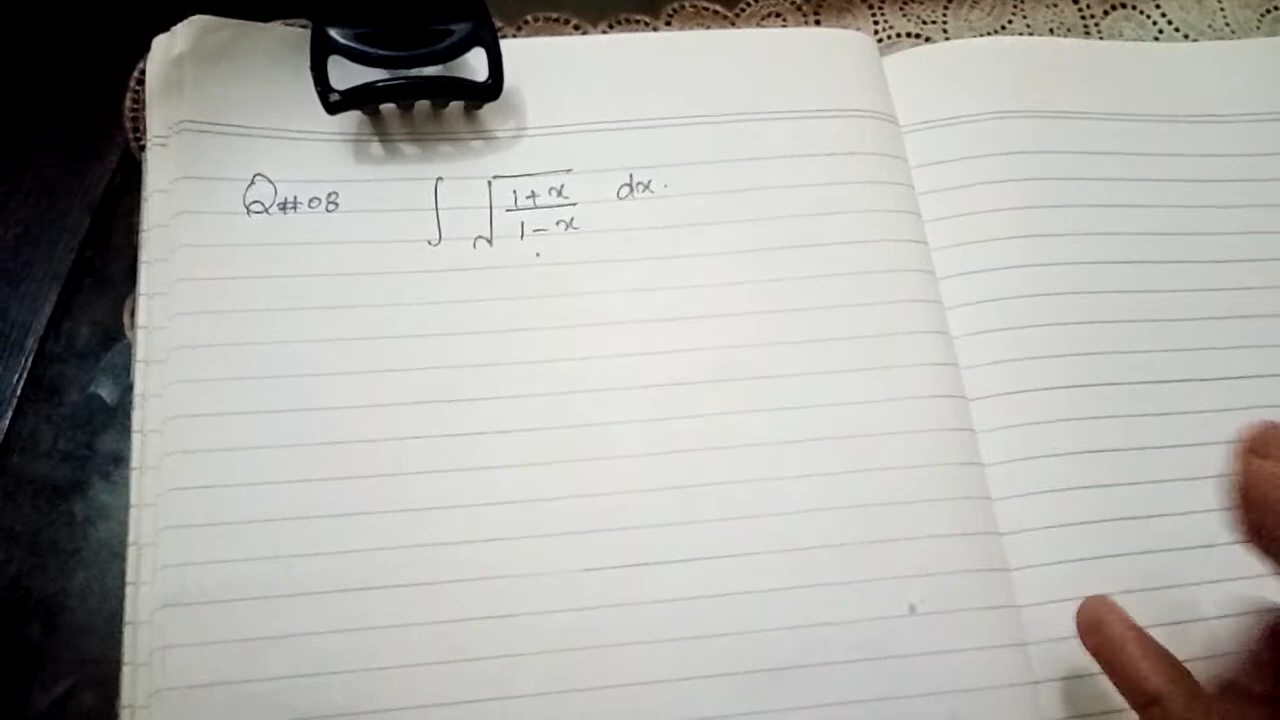 Q#08 ∫ √((1+x)/(1-x)) dx.